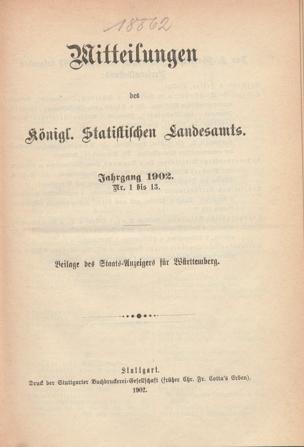 18862
Mitteilungen
des
Königl. Statistischen Landesamts.
Jahrgang 1902.
Nr. 1 bis 13.
Beilage des Staats-Anzeigers für Württemberg.
Stuttgart.
Druck der Stuttgarter Buchdruckerei-Gesellschaft (früher Chr. Fr. Cotta's Erben).
1902.